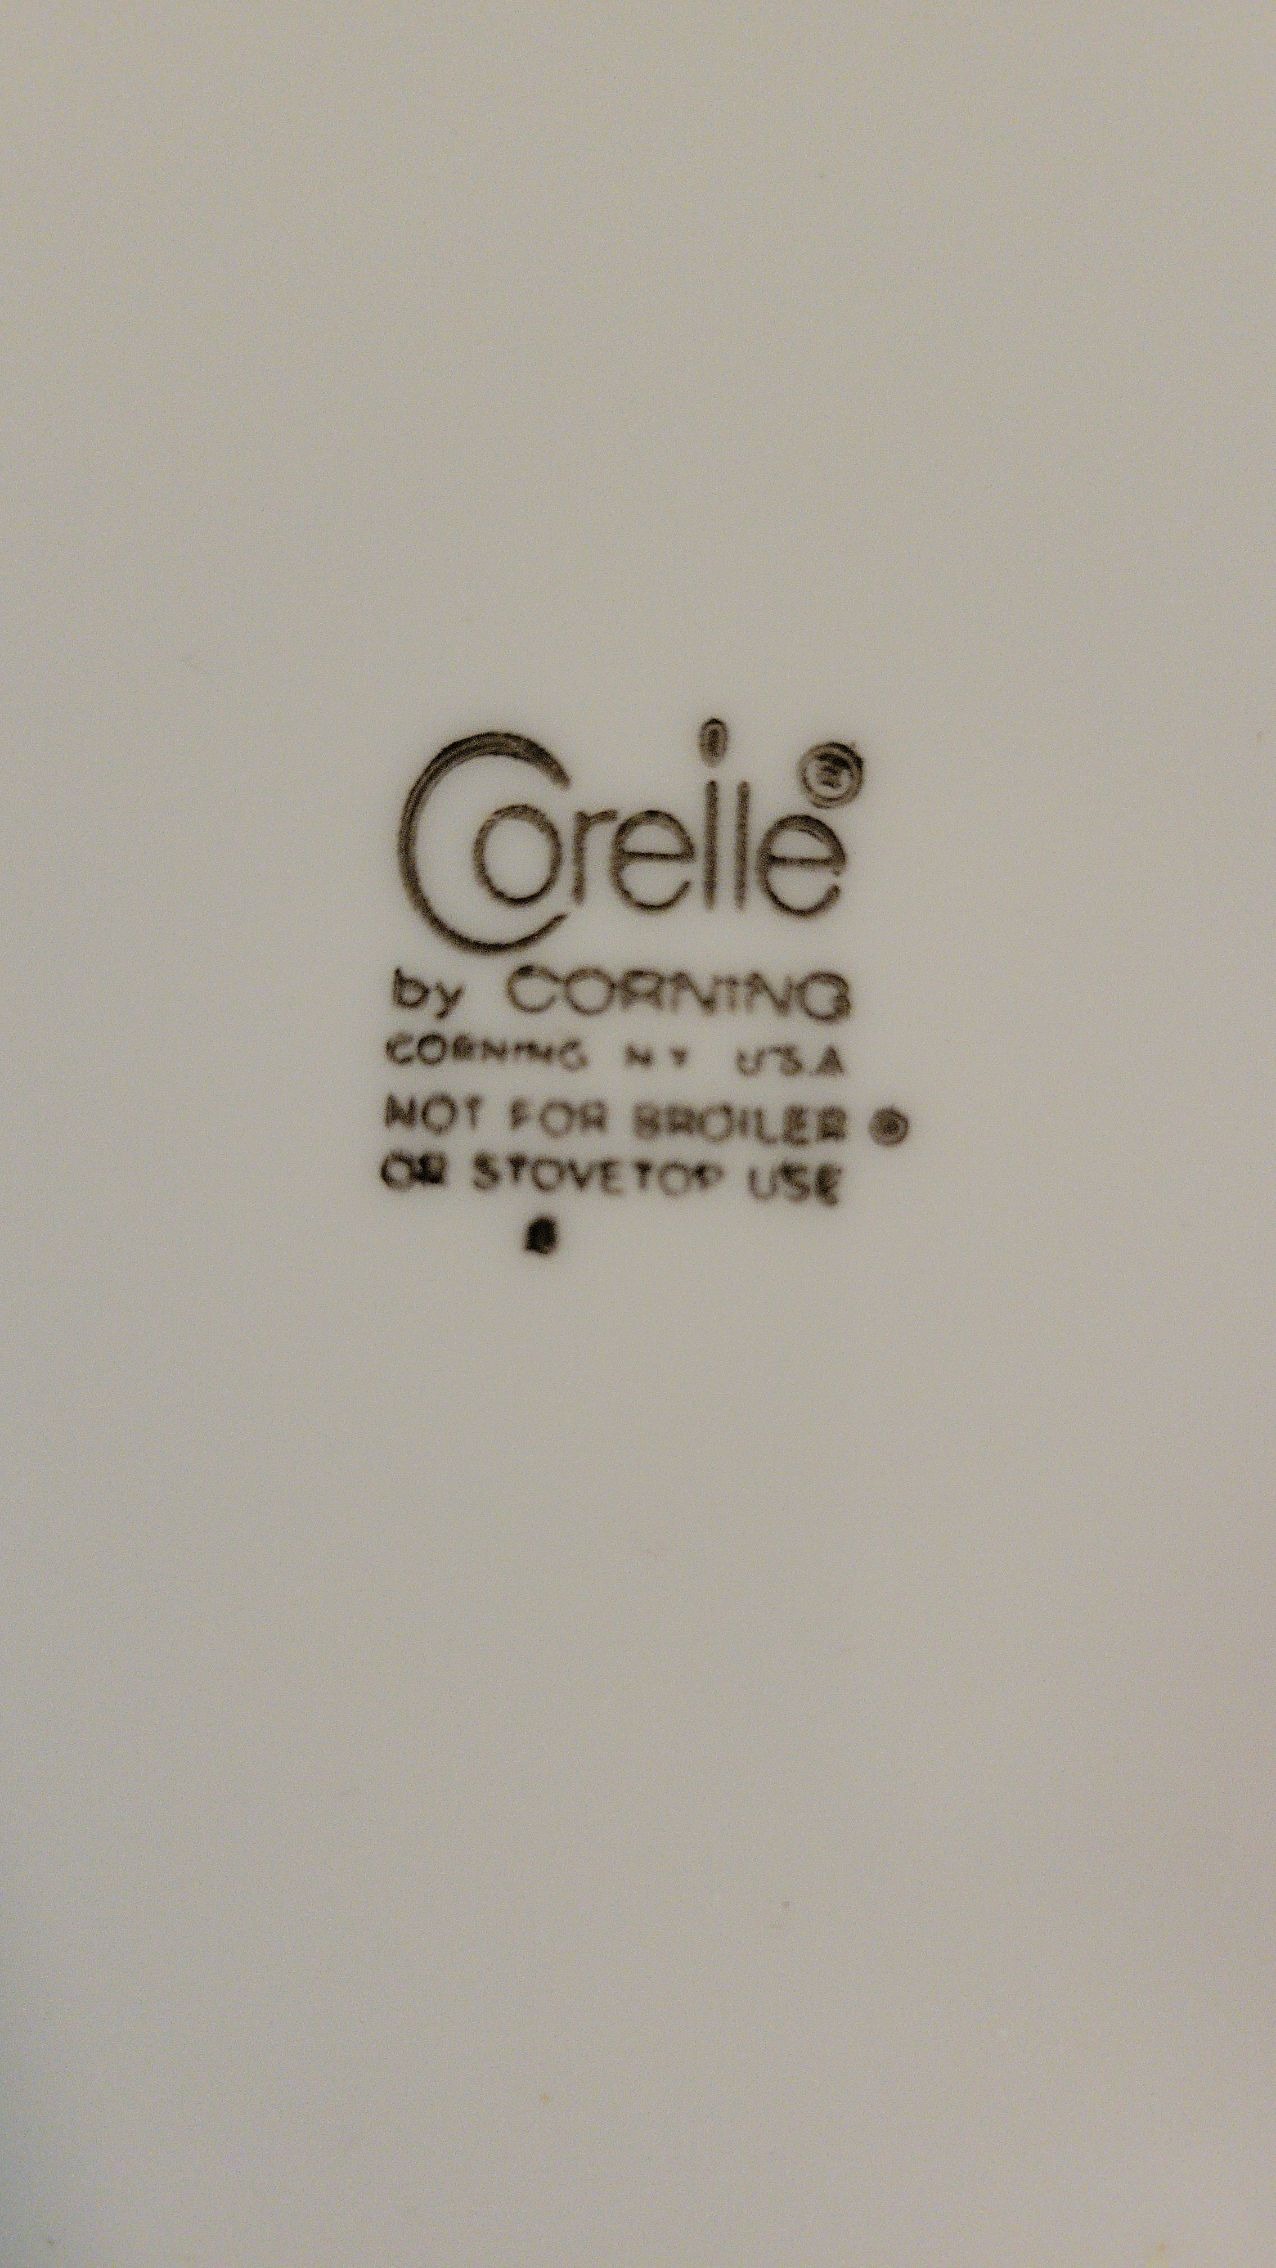 Corelle®
by CORNING
CORNING N Y U.S.A
NOT FOR BROILER
OR STOVETOP USE